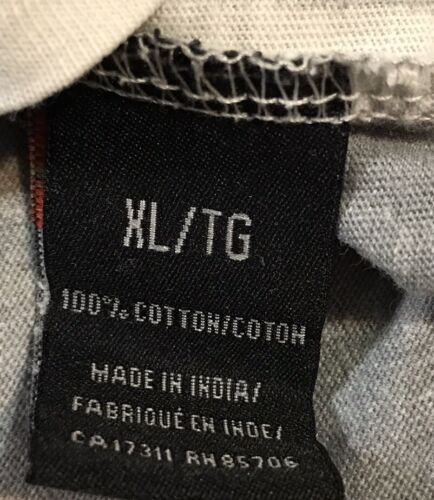 XL/TG
100% COTTON/COTON
MADE IN INDIA/
FABRIQUÉ EN INDE/
CA17311 RN85706